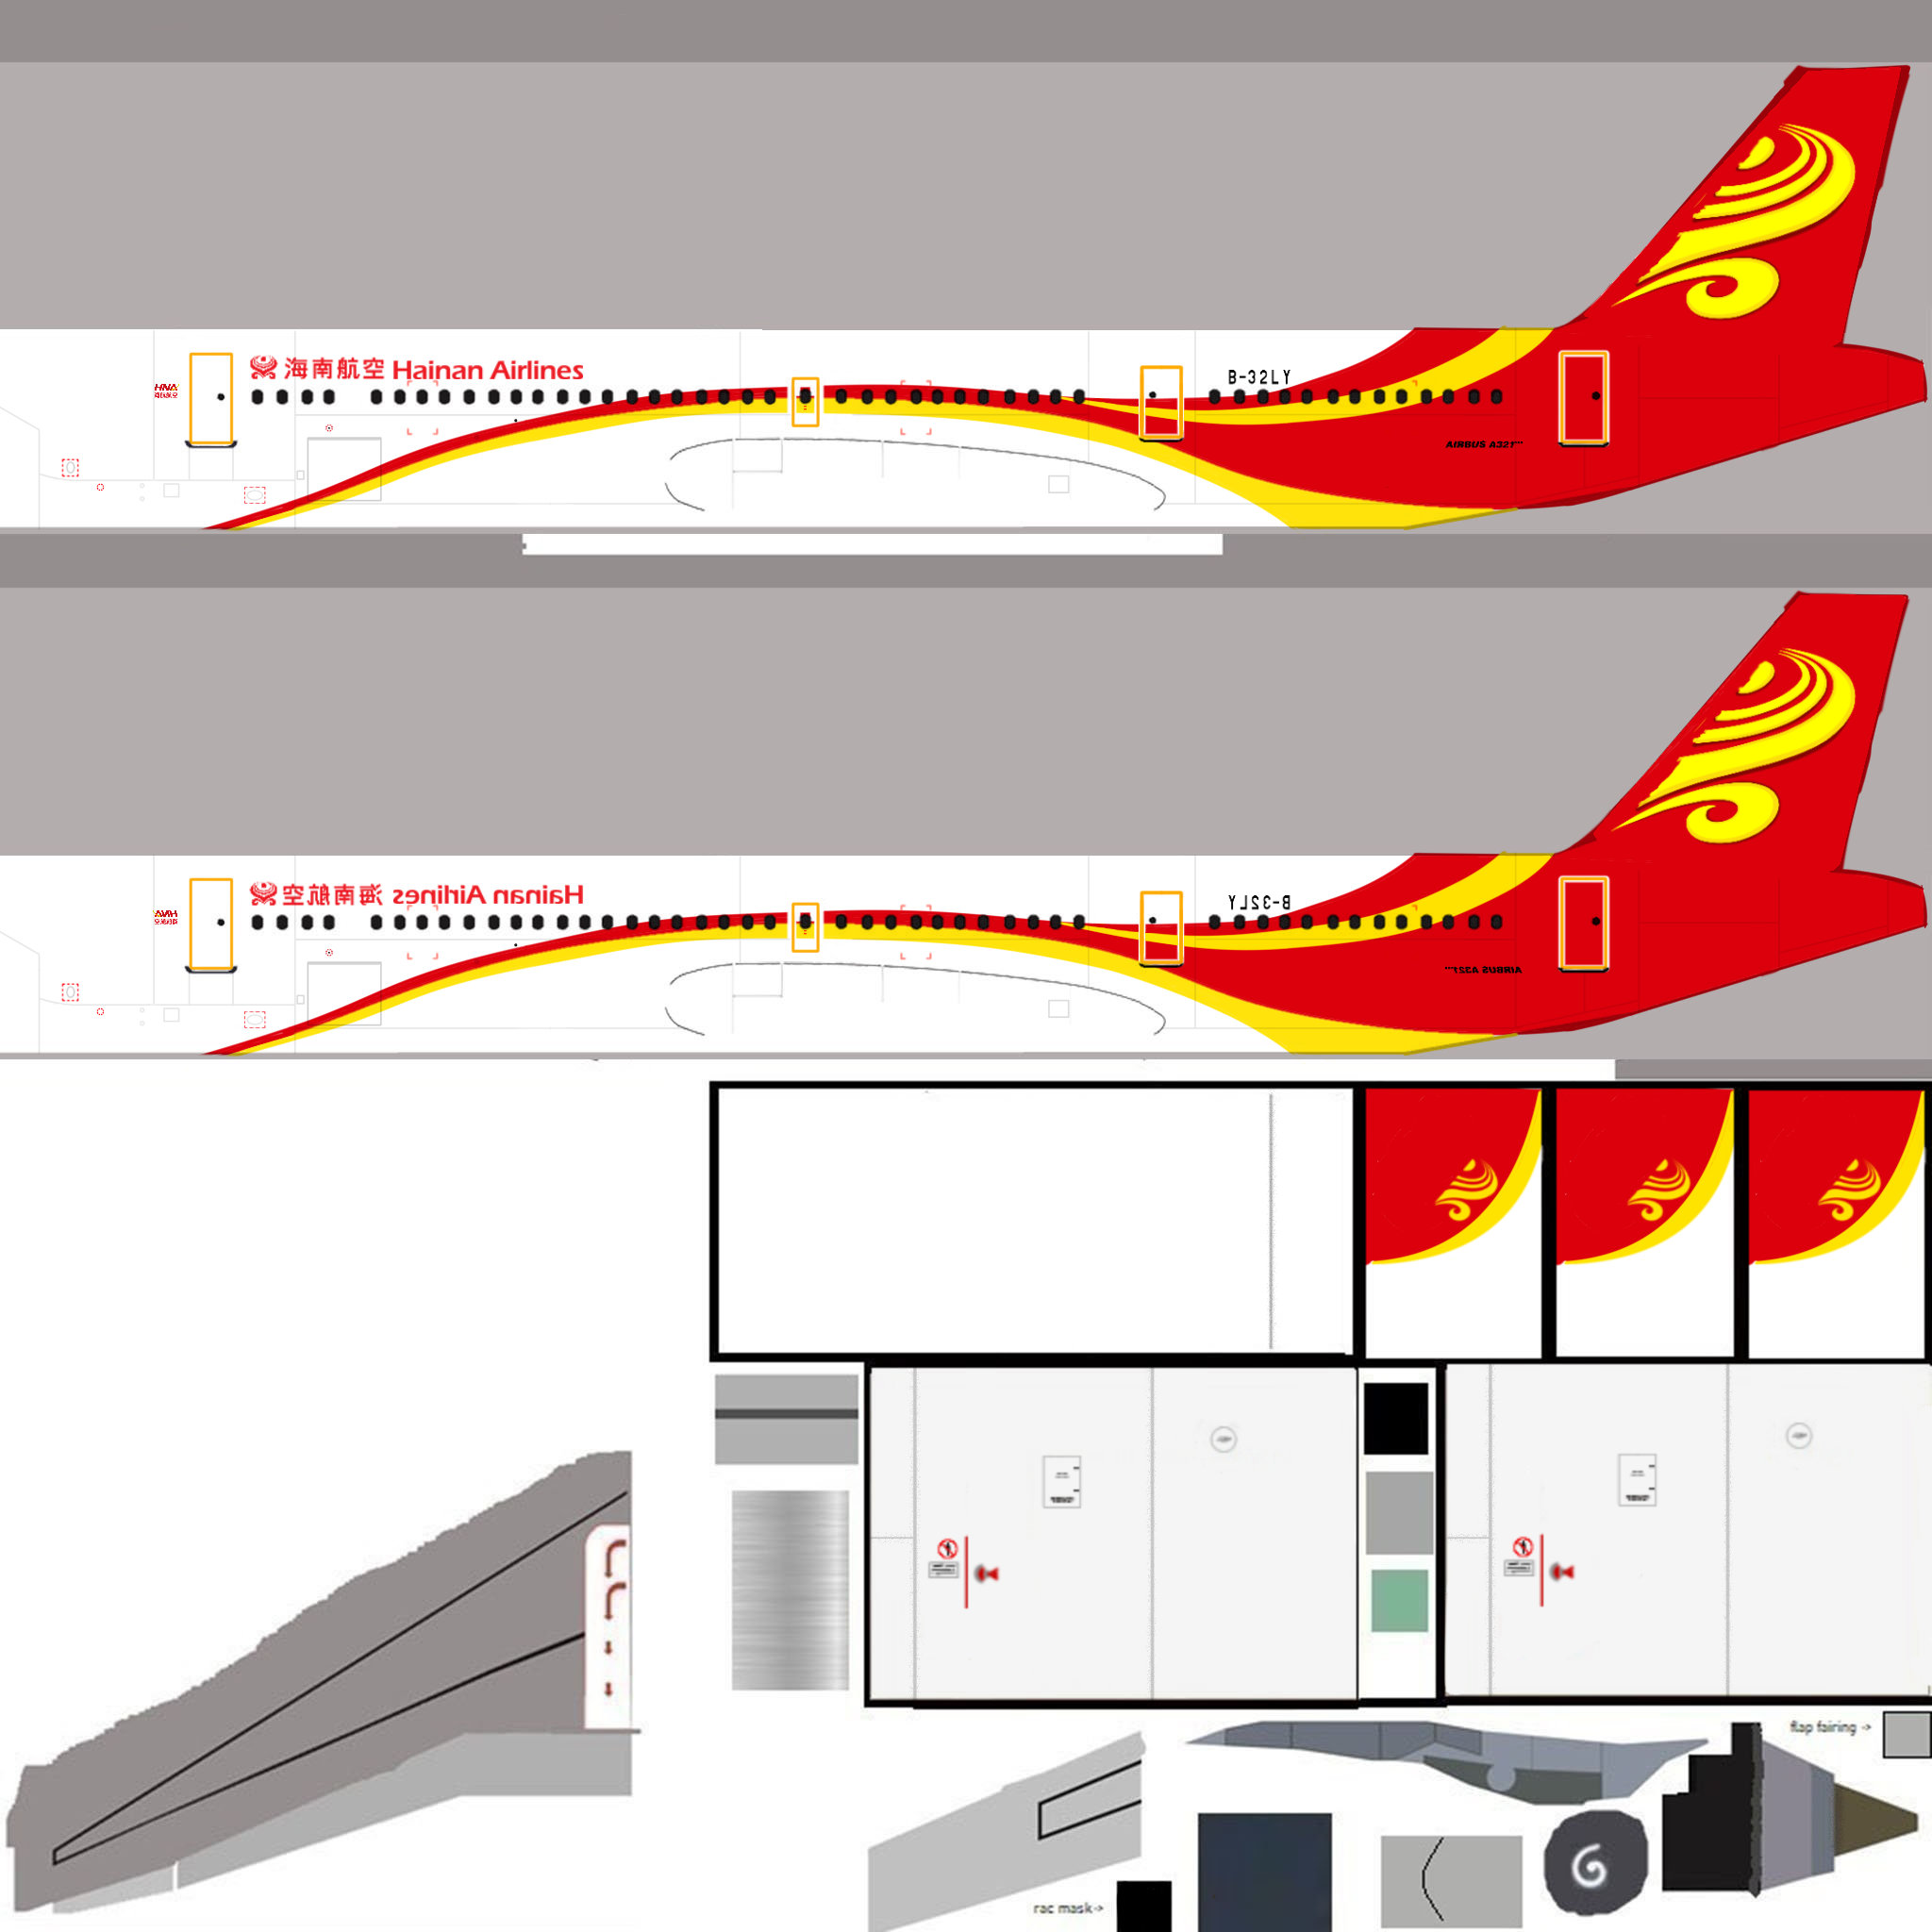 海南航空 Hainan Airlines
B-32LY
HNA
AIRBUS A321
海南航空 Hainan Airlines
B-32LY
HNA
AIRBUS A321
flap fairing ->
rac mask->